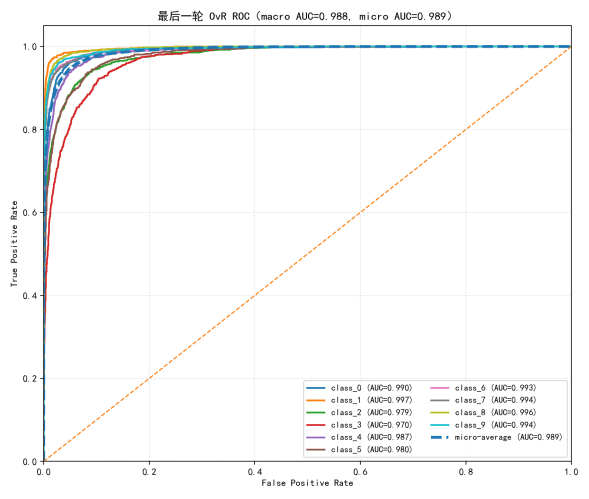 最后一轮 OvR ROC (macro AUC=0.988, micro AUC=0.989)
1.0
0.8
0.6
0.4
0.2
0.0
True Positive Rate
0.0 0.2 0.4 0.6 0.8 1.0
False Positive Rate
class_0 (AUC=0.990)
class_1 (AUC=0.997)
class_2 (AUC=0.979)
class_3 (AUC=0.970)
class_4 (AUC=0.987)
class_5 (AUC=0.980)
class_6 (AUC=0.993)
class_7 (AUC=0.994)
class_8 (AUC=0.996)
class_9 (AUC=0.994)
micro-average (AUC=0.989)